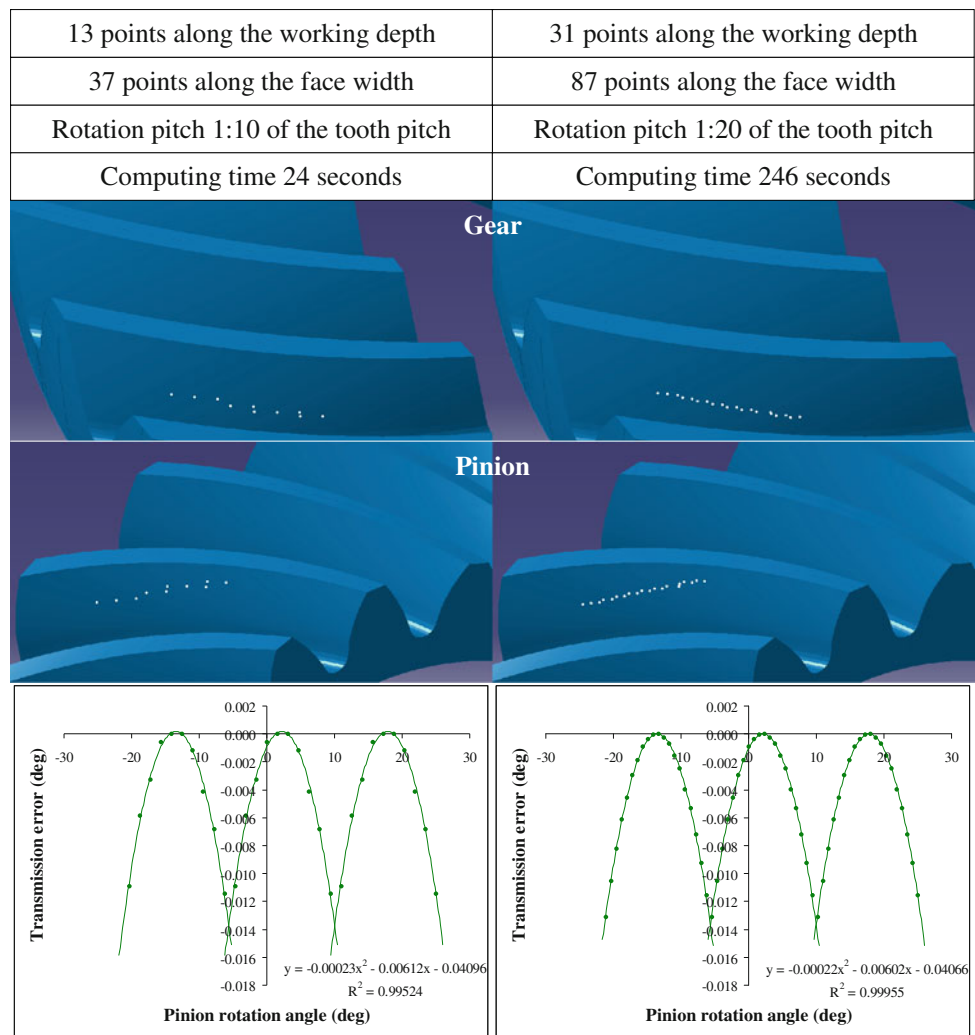 13 points along the working depth
31 points along the working depth
37 points along the face width
87 points along the face width
Rotation pitch 1:10 of the tooth pitch
Rotation pitch 1:20 of the tooth pitch
Computing time 24 seconds
Computing time 246 seconds
Gear
Pinion
Transmission error (deg)
0.002
0.000
-0.002
-0.004
-0.006
-0.008
-0.010
-0.012
-0.014
-0.016
-0.018
-30
-20
-10
0
10
20
30
y = -0.00023x² - 0.00612x - 0.04096
R² = 0.99524
Pinion rotation angle (deg)
Transmission error (deg)
0.002
0.000
-0.002
-0.004
-0.006
-0.008
-0.010
-0.012
-0.014
-0.016
-0.018
-30
-20
-10
0
10
20
30
y = -0.00022x² - 0.00602x - 0.04066
R² = 0.99955
Pinion rotation angle (deg)